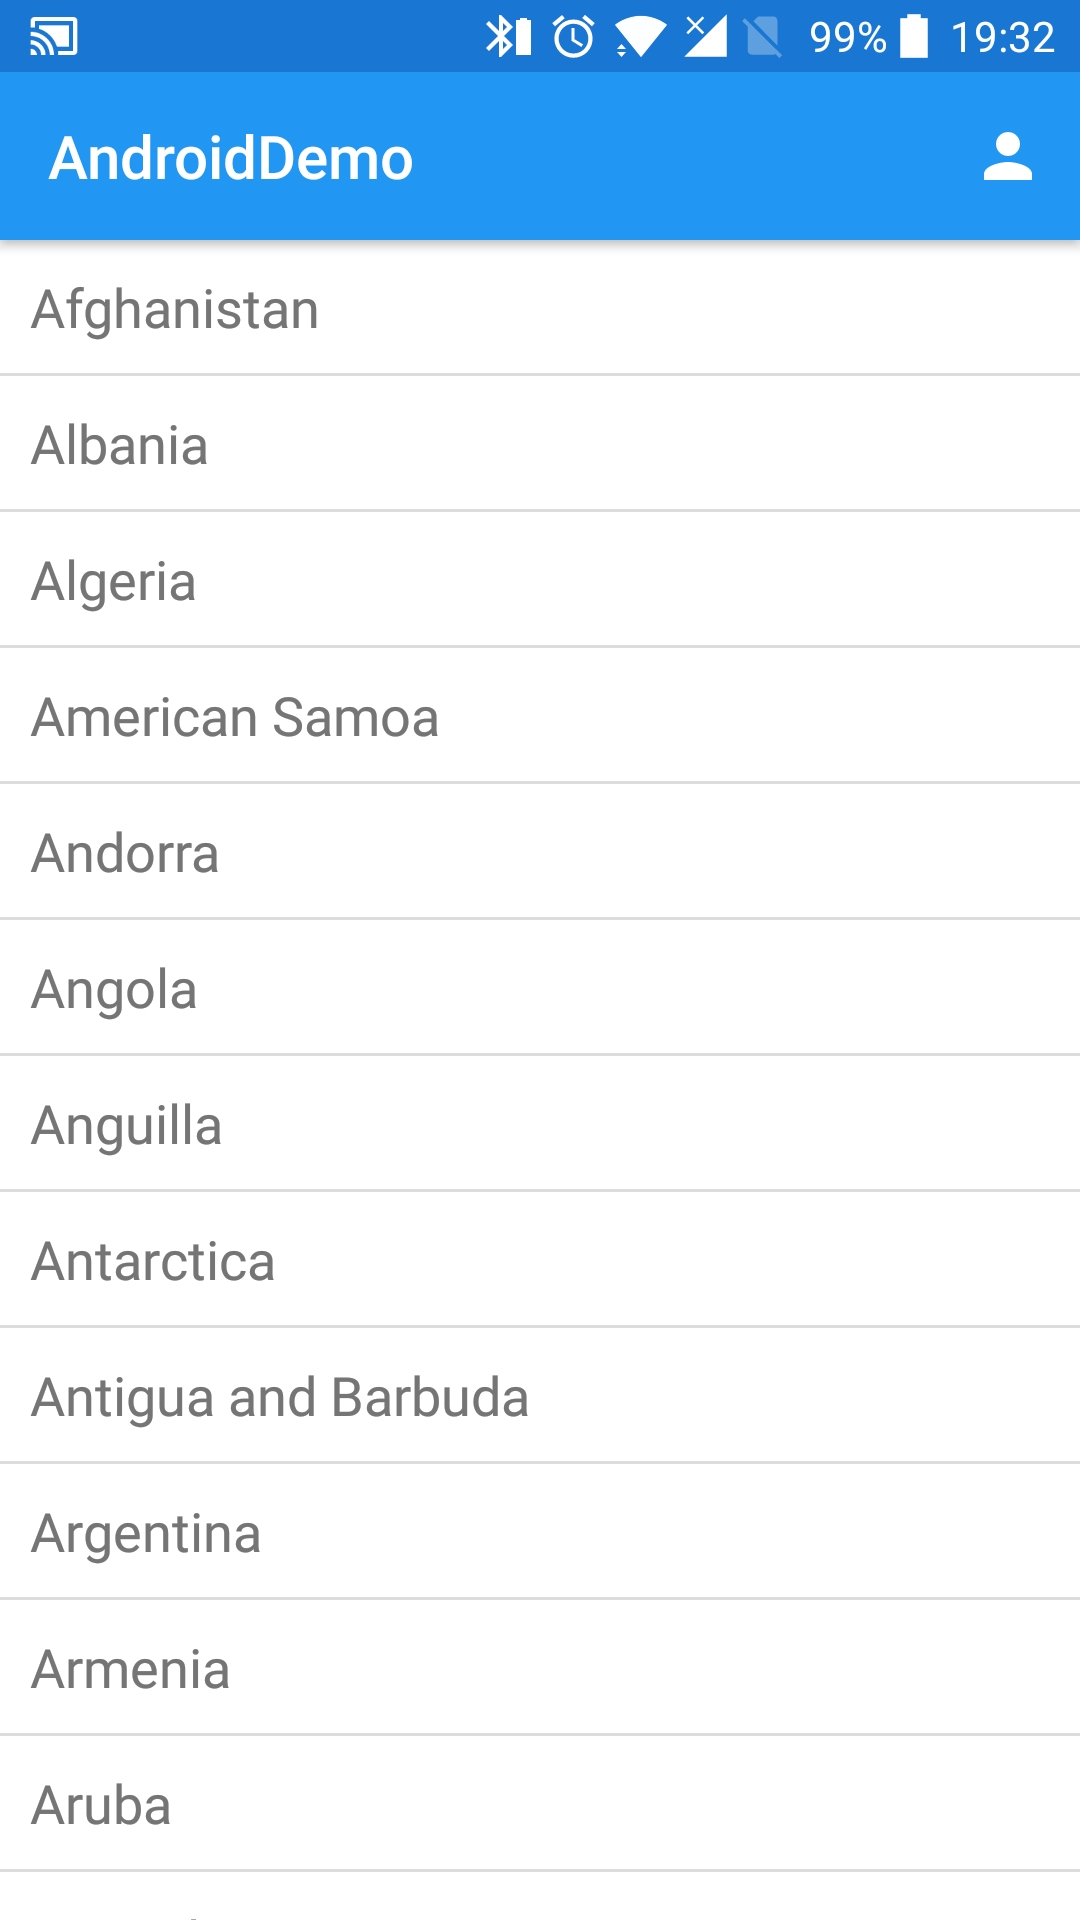 99% 19:32
AndroidDemo
Afghanistan
Albania
Algeria
American Samoa
Andorra
Angola
Anguilla
Antarctica
Antigua and Barbuda
Argentina
Armenia
Aruba